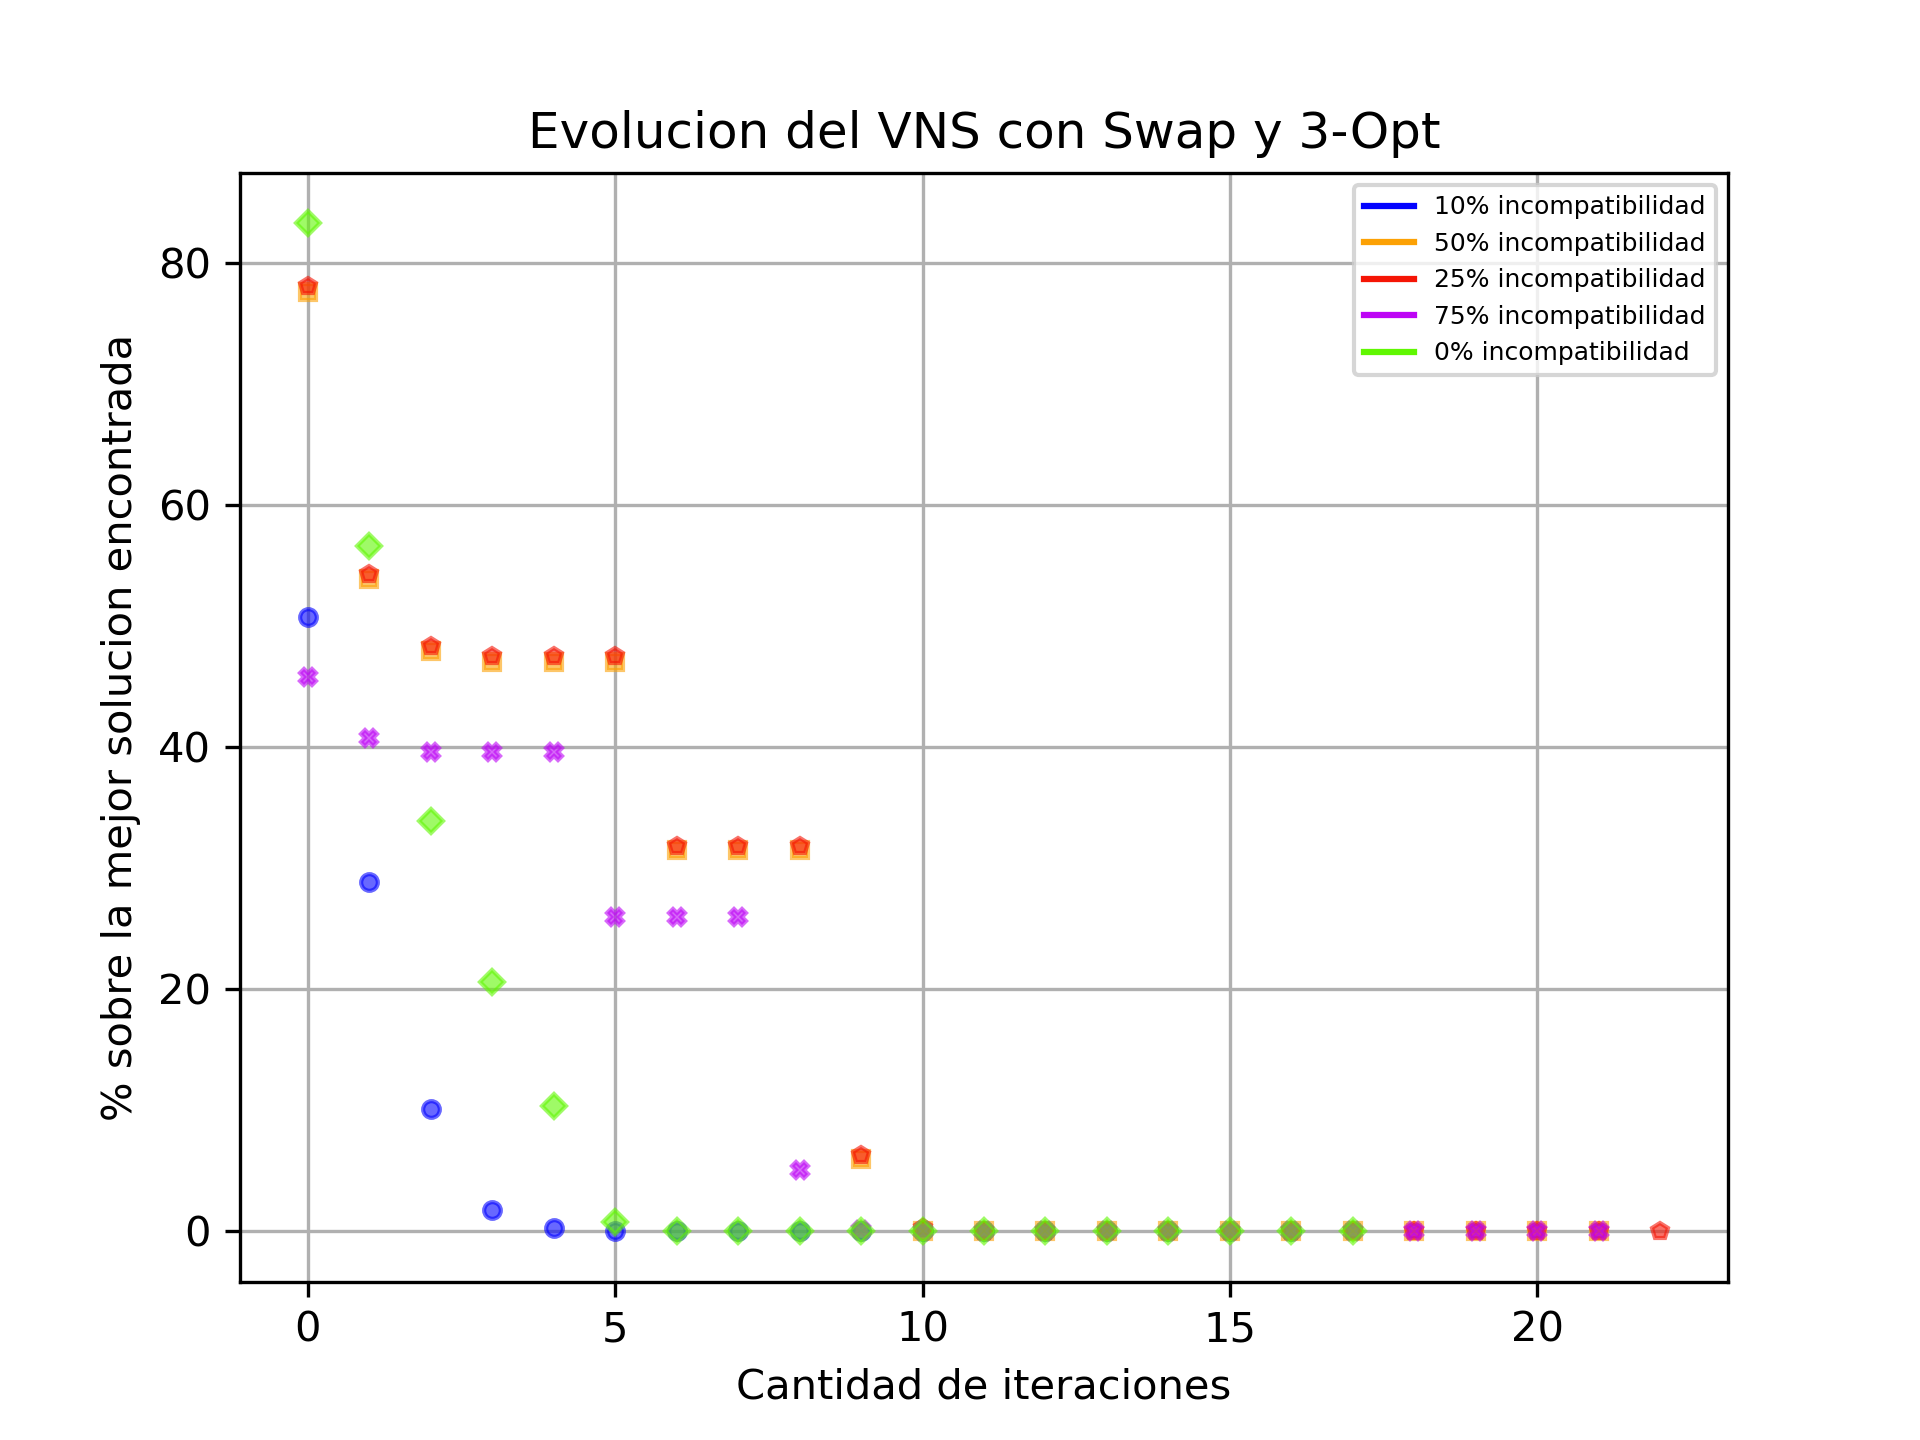 Evolucion del VNS con Swap y 3-Opt
10% incompatibilidad
50% incompatibilidad
25% incompatibilidad
75% incompatibilidad
0% incompatibilidad
% sobre la mejor solucion encontrada
80
60
40
20
0
0 5 10 15 20
Cantidad de iteraciones